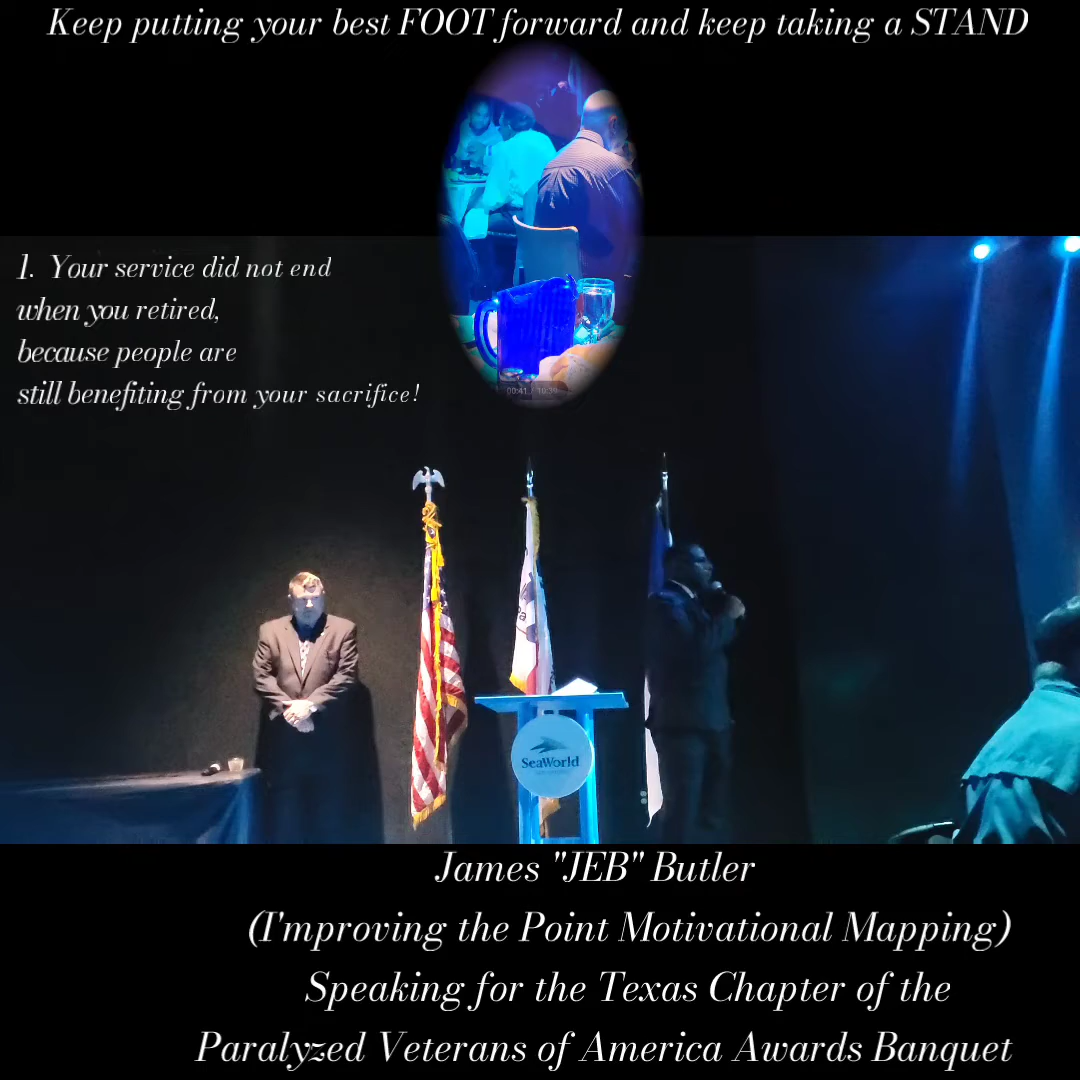 Keep putting your best FOOT forward and keep taking a STAND
1. Your service did not end
when you retired,
because people are
still benefiting from your sacrifice!
SeaWorld
James "JEB" Butler
(I'mproving the Point Motivational Mapping)
Speaking for the Texas Chapter of the
Paralyzed Veterans of America Awards Banquet